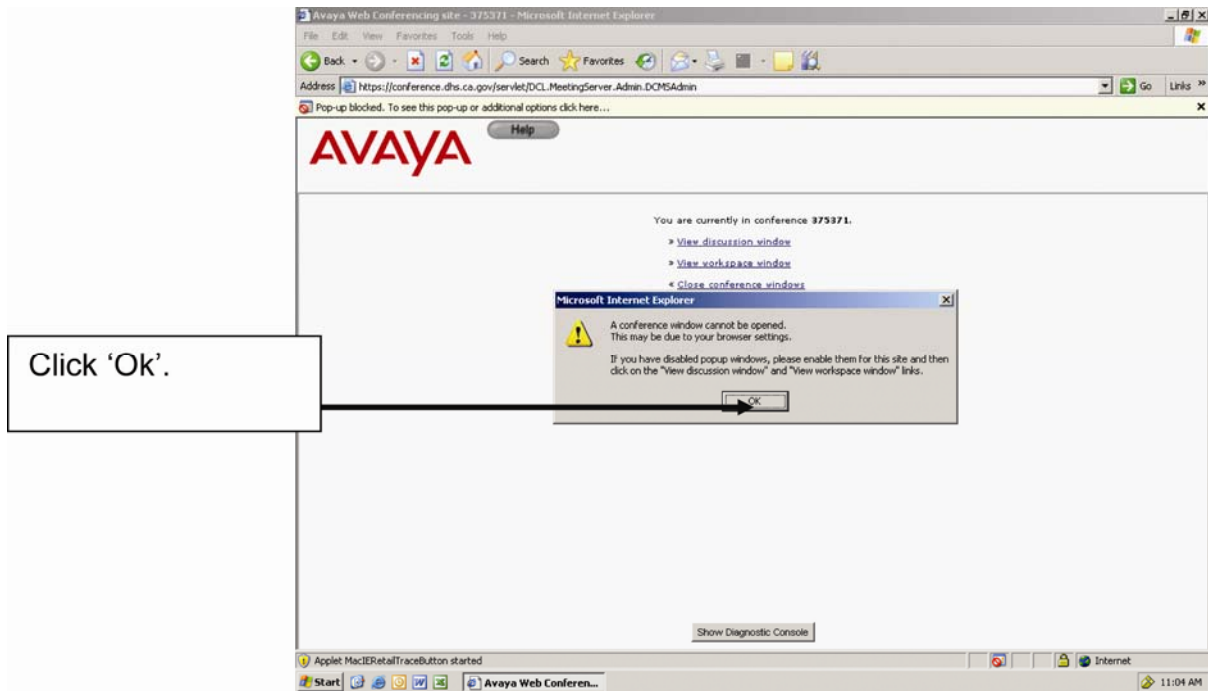 Avaya Web Conferencing site - 375371 - Microsoft Internet Explorer
File Edit View Favorites Tools Help
Back Search Favorites
Address https://conference.dhs.ca.gov/servlet/DCL.MeetingServer.Admin.DCMSAdmin Go Links »
Pop-up blocked. To see this pop-up or additional options click here...
AVAYA
Help
You are currently in conference 375371.
» View discussion window
» View workspace window
« Close conference windows
Microsoft Internet Explorer
A conference window cannot be opened.
This may be due to your browser settings.
If you have disabled popup windows, please enable them for this site and then
click on the "View discussion window" and "View workspace window" links.
OK
Click ‘Ok’.
Show Diagnostic Console
Applet MacIERetailTraceButton started Internet
Start Avaya Web Conferen... 11:04 AM